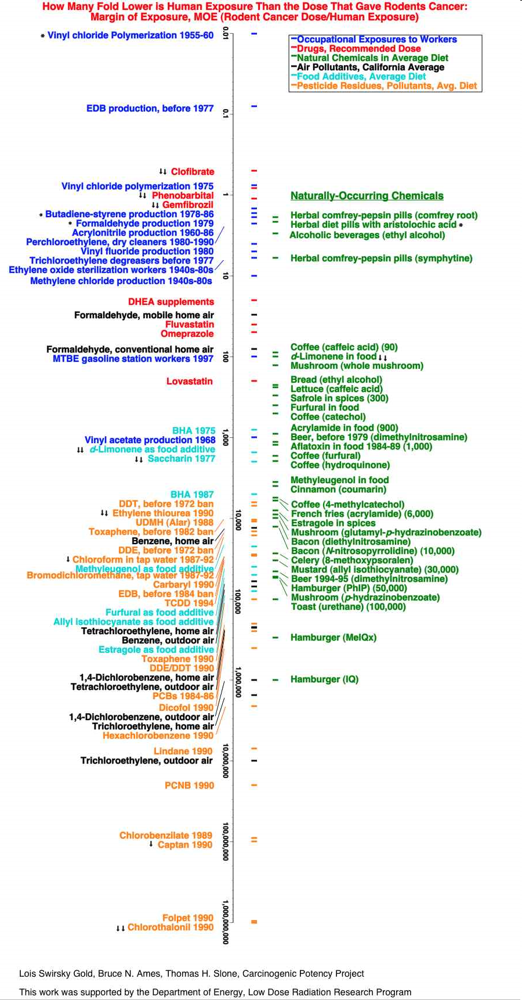 How Many Fold Lower is Human Exposure Than the Dose That Gave Rodents Cancer:
Margin of Exposure, MOE (Rodent Cancer Dose/Human Exposure)
Occupational Exposures to Workers
Drugs, Recommended Dose
Natural Chemicals in Average Diet
Air Pollutants, California Average
Food Additives, Average Diet
Pesticide Residues, Pollutants, Avg. Diet
* Vinyl chloride Polymerization 1955-60
EDB production, before 1977
↓↓ Clofibrate
Vinyl chloride polymerization 1975
↓↓ Phenobarbital
↓↓ Gemfibrozil
* Butadiene-styrene production 1978-86
* Formaldehyde production 1979
Acrylonitrile production 1960-86
Perchloroethylene, dry cleaners 1980-1990
Vinyl fluoride production 1980
Trichloroethylene degreasers before 1977
Ethylene oxide sterilization workers 1940s-80s
Methylene chloride production 1940s-80s
DHEA supplements
Formaldehyde, mobile home air
Fluvastatin
Omeprazole
Formaldehyde, conventional home air
MTBE gasoline station workers 1997
Lovastatin
BHA 1975
Vinyl acetate production 1968
↓↓ d-Limonene as food additive
↓↓ Saccharin 1977
BHA 1987
DDT, before 1972 ban
↓↓ Ethylene thiourea 1990
UDMH (Alar) 1988
Toxaphene, before 1982 ban
Benzene, home air
DDE, before 1972 ban
↓ Chloroform in tap water 1987-92
Methyleugenol as food additive
Bromodichloromethane, tap water 1987-92
Carbaryl 1990
EDB, before 1984 ban
TCDD 1994
Furfural as food additive
Allyl isothiocyanate as food additive
Tetrachloroethylene, home air
Benzene, outdoor air
Estragole as food additive
Toxaphene 1990
DDE/DDT 1990
1,4-Dichlorobenzene, home air
Tetrachloroethylene, outdoor air
PCBs 1984-86
Dicofol 1990
1,4-Dichlorobenzene, outdoor air
Trichloroethylene, home air
Hexachlorobenzene 1990
Lindane 1990
Trichloroethylene, outdoor air
PCNB 1990
Chlorobenzilate 1989
↓ Captan 1990
Folpet 1990
↓↓ Chlorothalonil 1990
0.01
0.1
1
10
100
1,000
10,000
100,000
1,000,000
10,000,000
100,000,000
1,000,000,000
Naturally-Occurring Chemicals
Herbal comfrey-pepsin pills (comfrey root)
Herbal diet pills with aristolochic acid *
Alcoholic beverages (ethyl alcohol)
Herbal comfrey-pepsin pills (symphytine)
Coffee (caffeic acid) (90)
d-Limonene in food ↓↓
Mushroom (whole mushroom)
Bread (ethyl alcohol)
Lettuce (caffeic acid)
Safrole in spices (300)
Furfural in food
Coffee (catechol)
Acrylamide in food (900)
Beer, before 1979 (dimethylnitrosamine)
Aflatoxin in food 1984-89 (1,000)
Coffee (furfural)
Coffee (hydroquinone)
Methyleugenol in food
Cinnamon (coumarin)
Coffee (4-methylcatechol)
French fries (acrylamide) (6,000)
Estragole in spices
Mushroom (glutamyl-p-hydrazinobenzoate)
Bacon (diethylnitrosamine)
Bacon (N-nitrosopyrrolidine) (10,000)
Celery (8-methoxypsoralen)
Mustard (allyl isothiocyanate) (30,000)
Beer 1994-95 (dimethylnitrosamine)
Hamburger (PhIP) (50,000)
Mushroom (p-hydrazinobenzoate)
Toast (urethane) (100,000)
Hamburger (MeIQx)
Hamburger (IQ)
Lois Swirsky Gold, Bruce N. Ames, Thomas H. Slone, Carcinogenic Potency Project
This work was supported by the Department of Energy, Low Dose Radiation Research Program